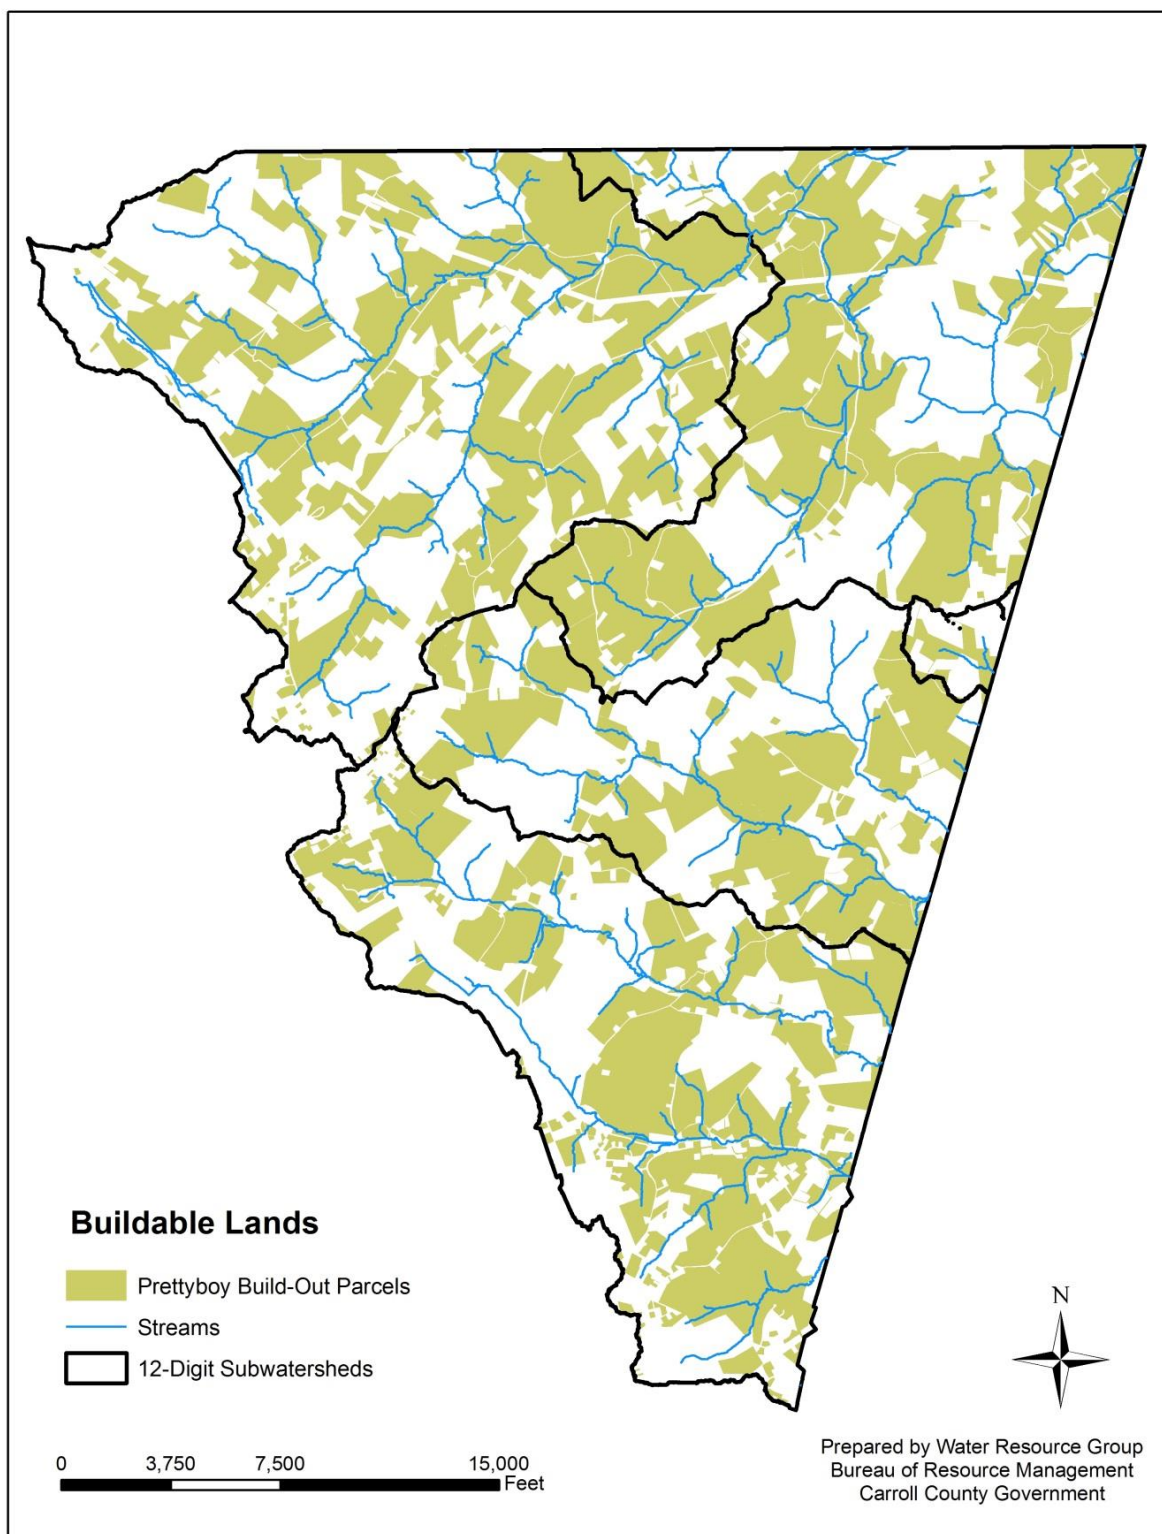 Buildable Lands
Prettyboy Build-Out Parcels
Streams
12-Digit Subwatersheds
N
0 3,750 7,500 15,000
Feet
Prepared by Water Resource Group
Bureau of Resource Management
Carroll County Government